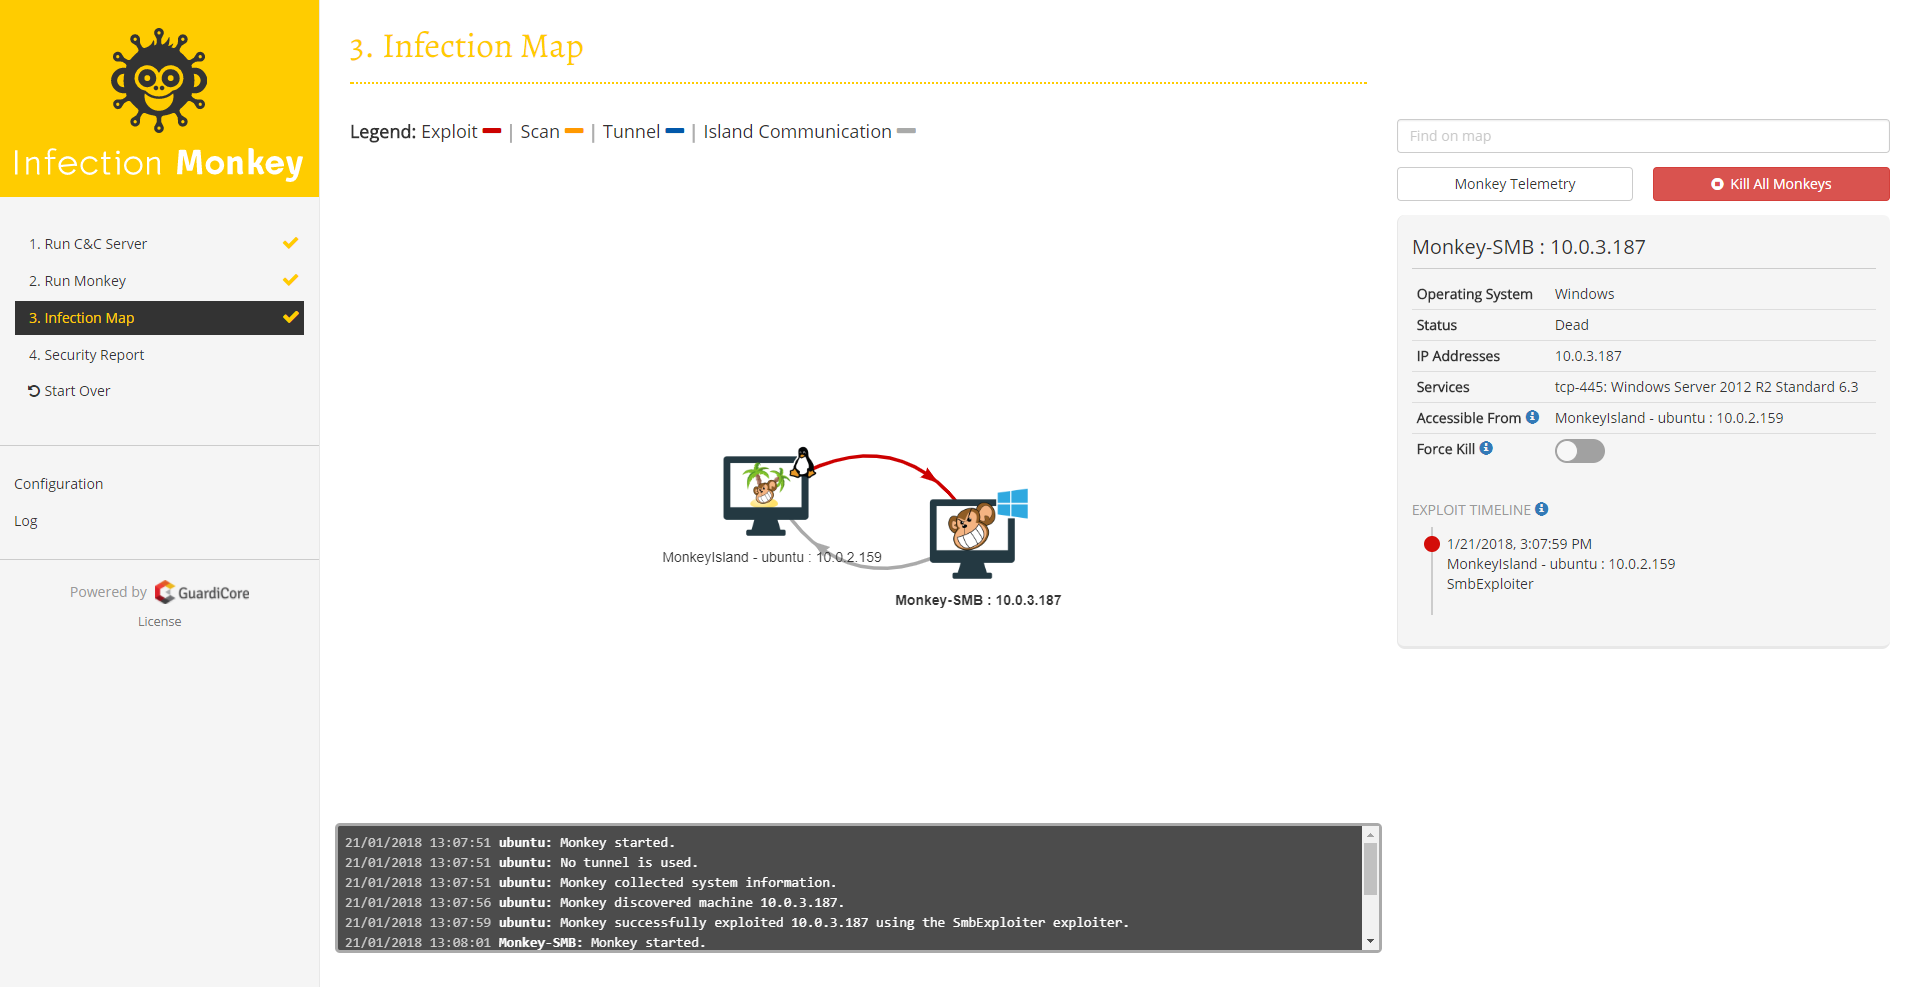 Infection Monkey
1. Run C&C Server
2. Run Monkey
3. Infection Map
4. Security Report
Start Over
Configuration
Log
Powered by GuardiCore
License
3. Infection Map
Legend: Exploit | Scan | Tunnel | Island Communication
MonkeyIsland - ubuntu : 10.0.2.159
Monkey-SMB : 10.0.3.187
21/01/2018 13:07:51 ubuntu: Monkey started.
21/01/2018 13:07:51 ubuntu: No tunnel is used.
21/01/2018 13:07:51 ubuntu: Monkey collected system information.
21/01/2018 13:07:56 ubuntu: Monkey discovered machine 10.0.3.187.
21/01/2018 13:07:59 ubuntu: Monkey successfully exploited 10.0.3.187 using the SmbExploiter exploiter.
21/01/2018 13:08:01 Monkey-SMB: Monkey started.
Find on map
Monkey Telemetry
Kill All Monkeys
Monkey-SMB : 10.0.3.187
Operating System Windows
Status Dead
IP Addresses 10.0.3.187
Services tcp-445: Windows Server 2012 R2 Standard 6.3
Accessible From MonkeyIsland - ubuntu : 10.0.2.159
Force Kill
EXPLOIT TIMELINE
1/21/2018, 3:07:59 PM
MonkeyIsland - ubuntu : 10.0.2.159
SmbExploiter